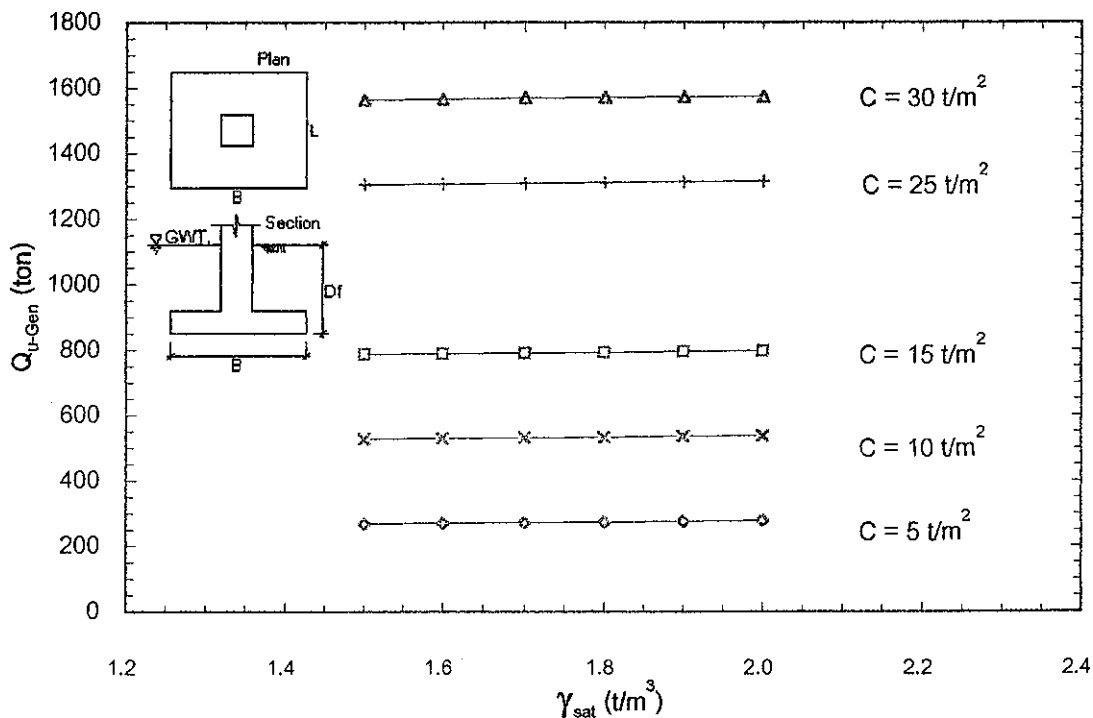 1800
1600
1400
1200
1000
800
600
400
200
0
Q_u-Gen (ton)
Plan
L
B
Section
GWT.
Df
B
C = 30 t/m²
C = 25 t/m²
C = 15 t/m²
C = 10 t/m²
C = 5 t/m²
1.2 1.4 1.6 1.8 2.0 2.2 2.4
γ_sat (t/m³)